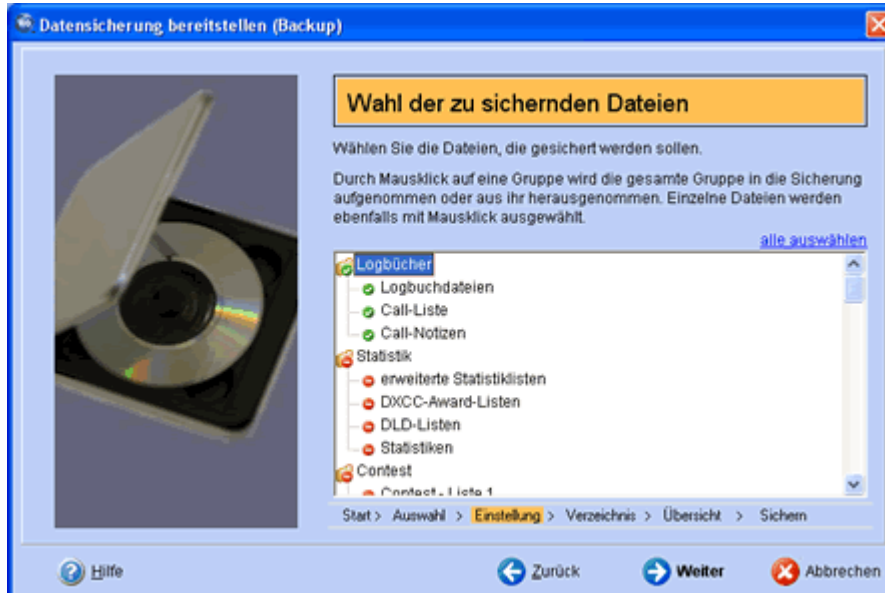 Datensicherung bereitstellen (Backup)
Wahl der zu sichernden Dateien
Wählen Sie die Dateien, die gesichert werden sollen.
Durch Mausklick auf eine Gruppe wird die gesamte Gruppe in die Sicherung
aufgenommen oder aus ihr herausgenommen. Einzelne Dateien werden
ebenfalls mit Mausklick ausgewählt.
alle auswählen
Logbücher
Logbuchdateien
Call-Liste
Call-Notizen
Statistik
erweiterte Statistiklisten
DXCC-Award-Listen
DLD-Listen
Statistiken
Contest
Contest - Liste 1
Start > Auswahl > Einstellung > Verzeichnis > Übersicht > Sichern
Hilfe Zurück Weiter Abbrechen